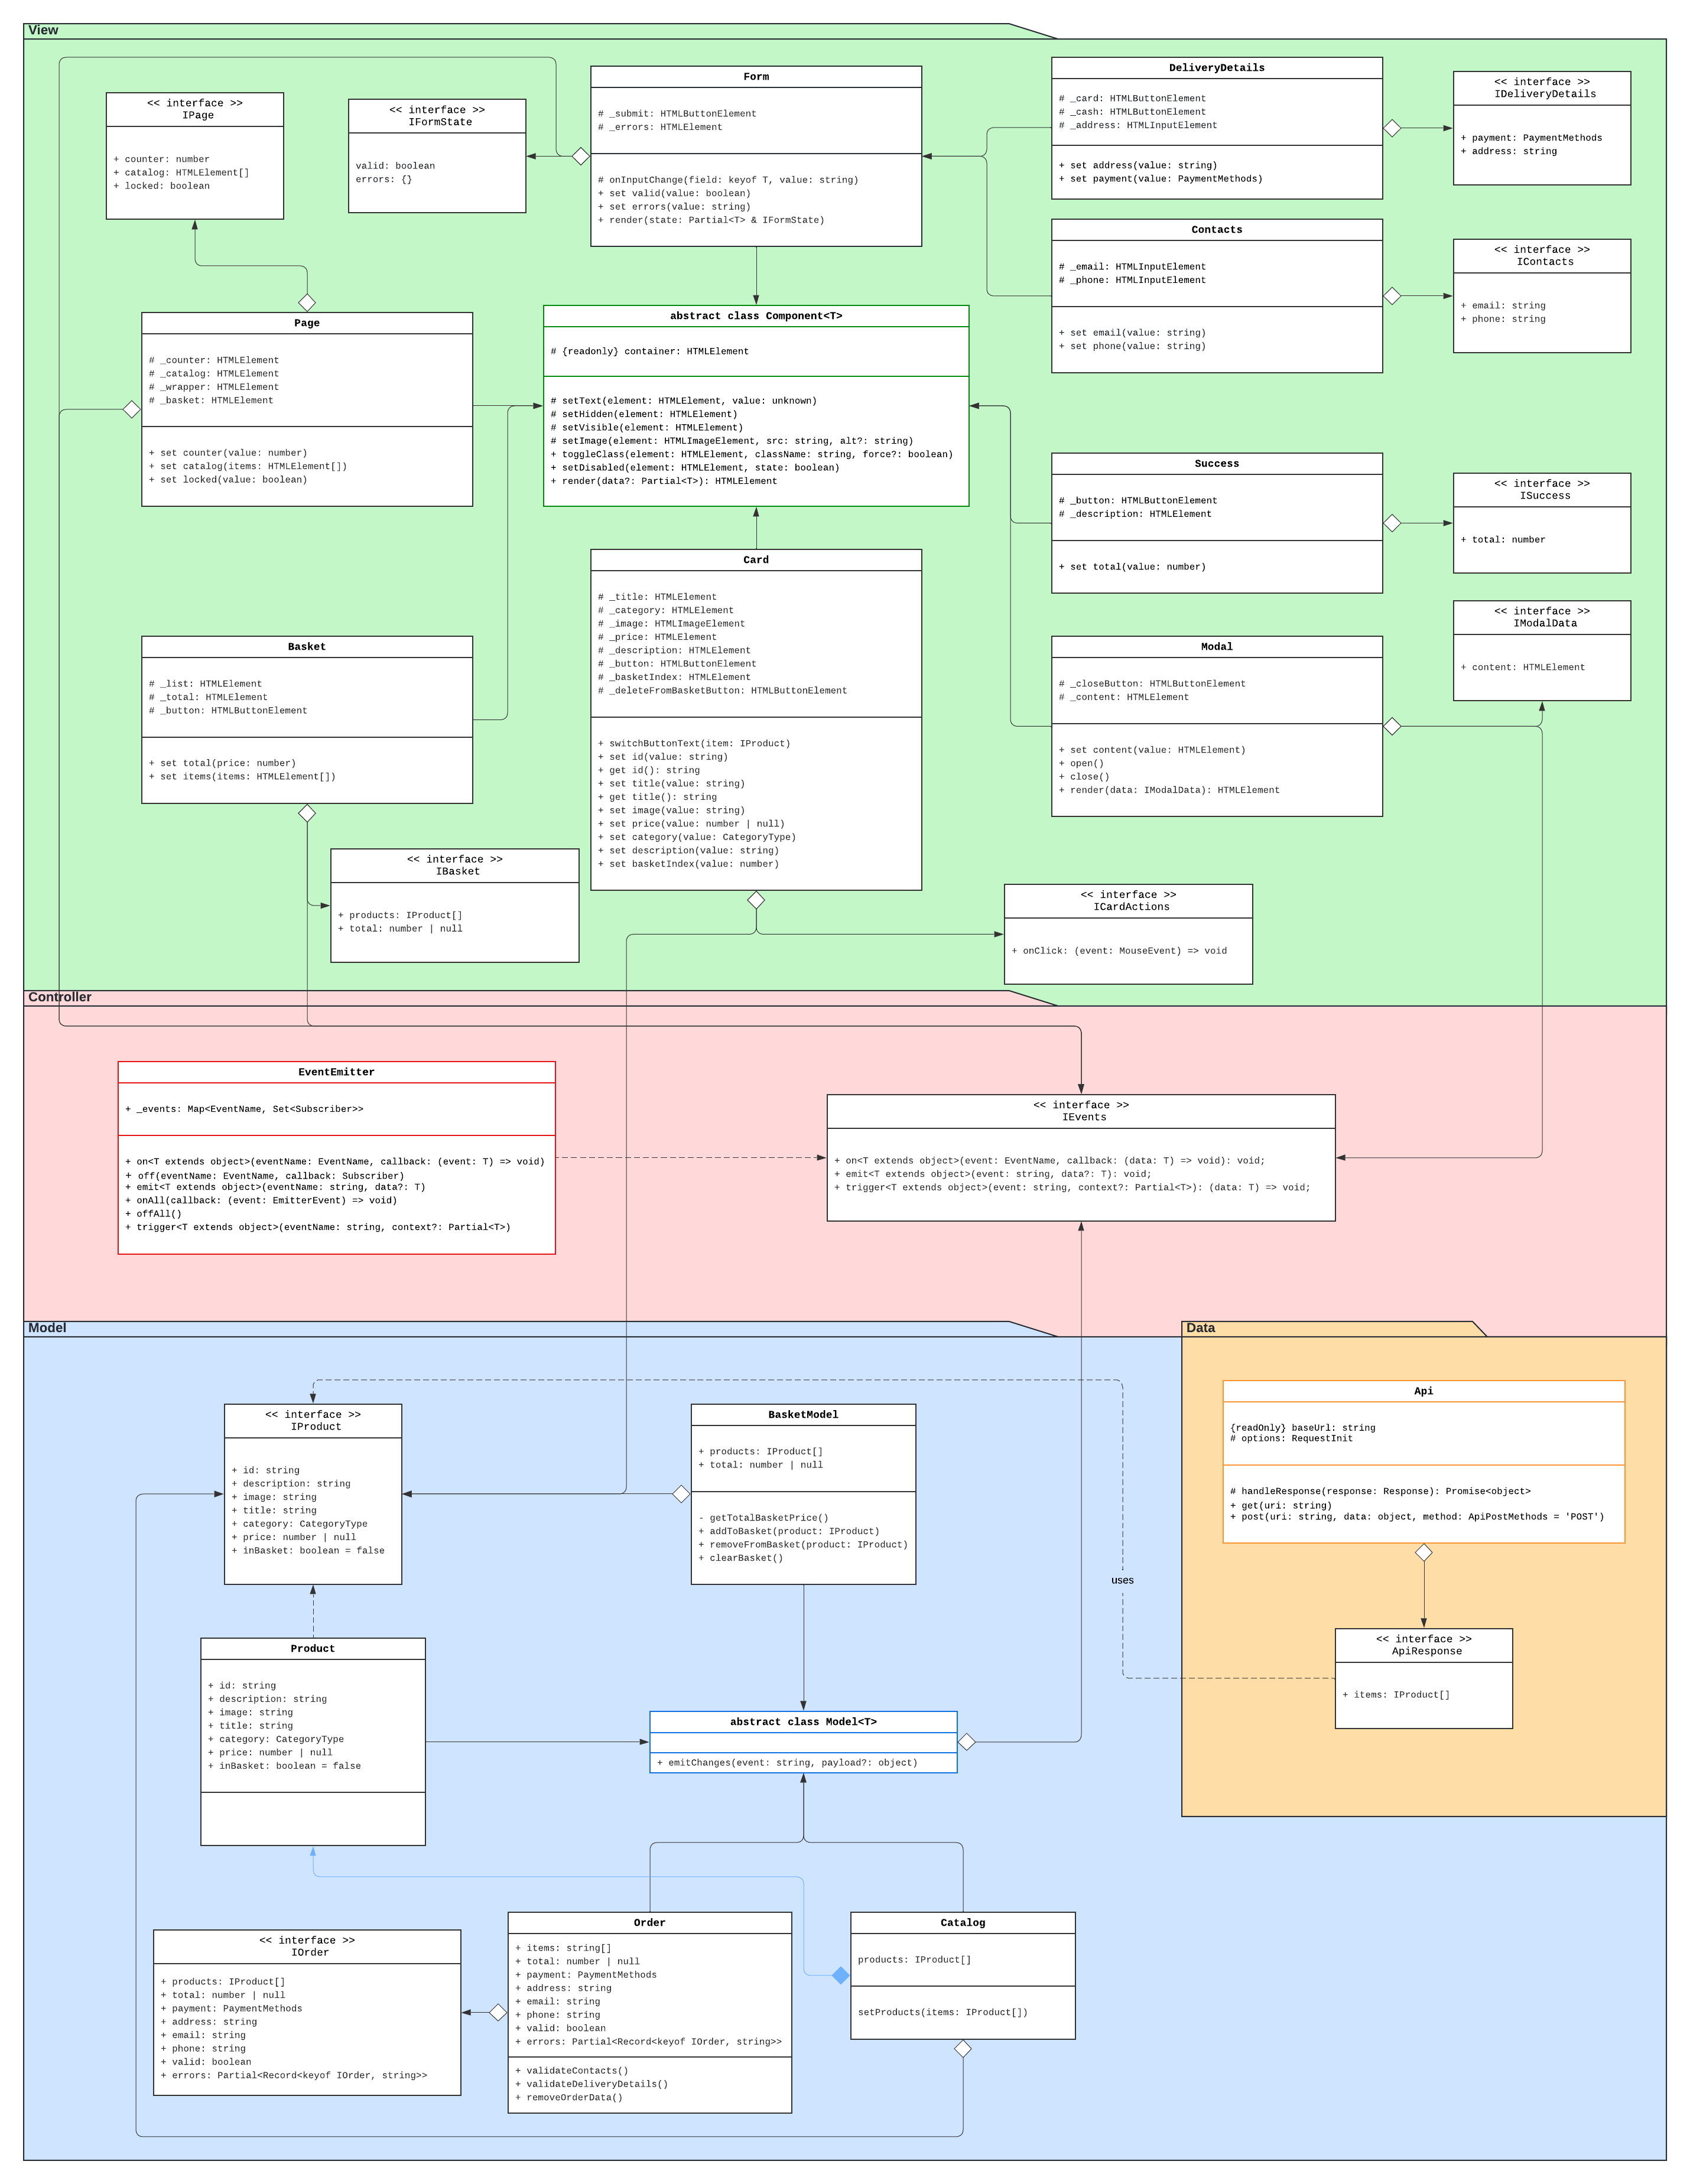 View
<< interface >>
IPage
+ counter: number
+ catalog: HTMLElement[]
+ locked: boolean
<< interface >>
IFormState
valid: boolean
errors: {}
Form
# _submit: HTMLButtonElement
# _errors: HTMLElement
# onInputChange(field: keyof T, value: string)
+ set valid(value: boolean)
+ set errors(value: string)
+ render(state: Partial<T> & IFormState)
DeliveryDetails
# _card: HTMLButtonElement
# _cash: HTMLButtonElement
# _address: HTMLInputElement
+ set address(value: string)
+ set payment(value: PaymentMethods)
<< interface >>
IDeliveryDetails
+ payment: PaymentMethods
+ address: string
Contacts
# _email: HTMLInputElement
# _phone: HTMLInputElement
+ set email(value: string)
+ set phone(value: string)
<< interface >>
IContacts
+ email: string
+ phone: string
Page
# _counter: HTMLElement
# _catalog: HTMLElement
# _wrapper: HTMLElement
# _basket: HTMLElement
+ set counter(value: number)
+ set catalog(items: HTMLElement[])
+ set locked(value: boolean)
abstract class Component<T>
# {readonly} container: HTMLElement
# setText(element: HTMLElement, value: unknown)
# setHidden(element: HTMLElement)
# setVisible(element: HTMLElement)
# setImage(element: HTMLImageElement, src: string, alt?: string)
+ toggleClass(element: HTMLElement, className: string, force?: boolean)
+ setDisabled(element: HTMLElement, state: boolean)
+ render(data?: Partial<T>): HTMLElement
Success
# _button: HTMLButtonElement
# _description: HTMLElement
+ set total(value: number)
<< interface >>
ISuccess
+ total: number
Card
# _title: HTMLElement
# _category: HTMLElement
# _image: HTMLImageElement
# _price: HTMLElement
# _description: HTMLElement
# _button: HTMLButtonElement
# _basketIndex: HTMLElement
# _deleteFromBasketButton: HTMLButtonElement
+ switchButtonText(item: IProduct)
+ set id(value: string)
+ get id(): string
+ set title(value: string)
+ get title(): string
+ set image(value: string)
+ set price(value: number | null)
+ set category(value: CategoryType)
+ set description(value: string)
+ set basketIndex(value: number)
<< interface >>
IModalData
+ content: HTMLElement
Basket
# _list: HTMLElement
# _total: HTMLElement
# _button: HTMLButtonElement
+ set total(price: number)
+ set items(items: HTMLElement[])
Modal
# _closeButton: HTMLButtonElement
# _content: HTMLElement
+ set content(value: HTMLElement)
+ open()
+ close()
+ render(data: IModalData): HTMLElement
<< interface >>
IBasket
+ products: IProduct[]
+ total: number | null
<< interface >>
ICardActions
+ onClick: (event: MouseEvent) => void
Controller
EventEmitter
+ _events: Map<EventName, Set<Subscriber>>
+ on<T extends object>(eventName: EventName, callback: (event: T) => void)
+ off(eventName: EventName, callback: Subscriber)
+ emit<T extends object>(eventName: string, data?: T)
+ onAll(callback: (event: EmitterEvent) => void)
+ offAll()
+ trigger<T extends object>(eventName: string, context?: Partial<T>)
<< interface >>
IEvents
+ on<T extends object>(event: EventName, callback: (data: T) => void): void;
+ emit<T extends object>(event: string, data?: T): void;
+ trigger<T extends object>(event: string, context?: Partial<T>): (data: T) => void;
Model
Data
<< interface >>
IProduct
+ id: string
+ description: string
+ image: string
+ title: string
+ category: CategoryType
+ price: number | null
+ inBasket: boolean = false
BasketModel
+ products: IProduct[]
+ total: number | null
- getTotalBasketPrice()
+ addToBasket(product: IProduct)
+ removeFromBasket(product: IProduct)
+ clearBasket()
Api
{readOnly} baseUrl: string
# options: RequestInit
# handleResponse(response: Response): Promise<object>
+ get(uri: string)
+ post(uri: string, data: object, method: ApiPostMethods = 'POST')
uses
<< interface >>
ApiResponse
+ items: IProduct[]
Product
+ id: string
+ description: string
+ image: string
+ title: string
+ category: CategoryType
+ price: number | null
+ inBasket: boolean = false
abstract class Model<T>
+ emitChanges(event: string, payload?: object)
<< interface >>
IOrder
+ products: IProduct[]
+ total: number | null
+ payment: PaymentMethods
+ address: string
+ email: string
+ phone: string
+ valid: boolean
+ errors: Partial<Record<keyof IOrder, string>>
Order
+ items: string[]
+ total: number | null
+ payment: PaymentMethods
+ address: string
+ email: string
+ phone: string
+ valid: boolean
+ errors: Partial<Record<keyof IOrder, string>>
+ validateContacts()
+ validateDeliveryDetails()
+ removeOrderData()
Catalog
products: IProduct[]
setProducts(items: IProduct[])